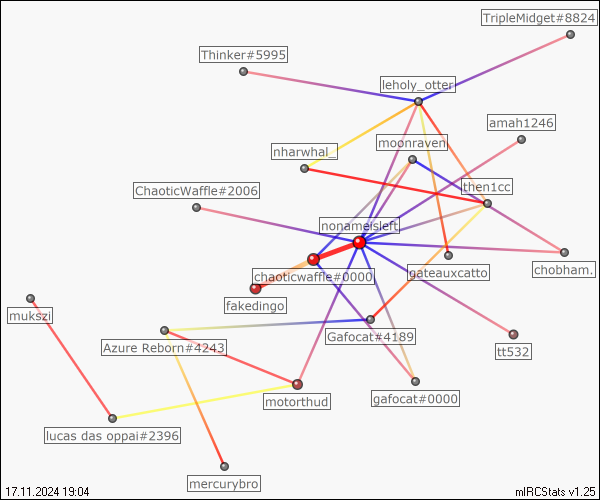 TripleMidget#8824
Thinker#5995
leholy_otter
amah1246
moonraven
nharwhal_
then1cc
ChaoticWaffle#2006
nonameisleft
chaoticwaffle#0000
gateauxcatto
chobham.
fakedingo
mukszi
Gafocat#4189
Azure Reborn#4243
tt532
motorthud
gafocat#0000
lucas das oppai#2396
mercurybro
17.11.2024 19:04
mIRCStats v1.25